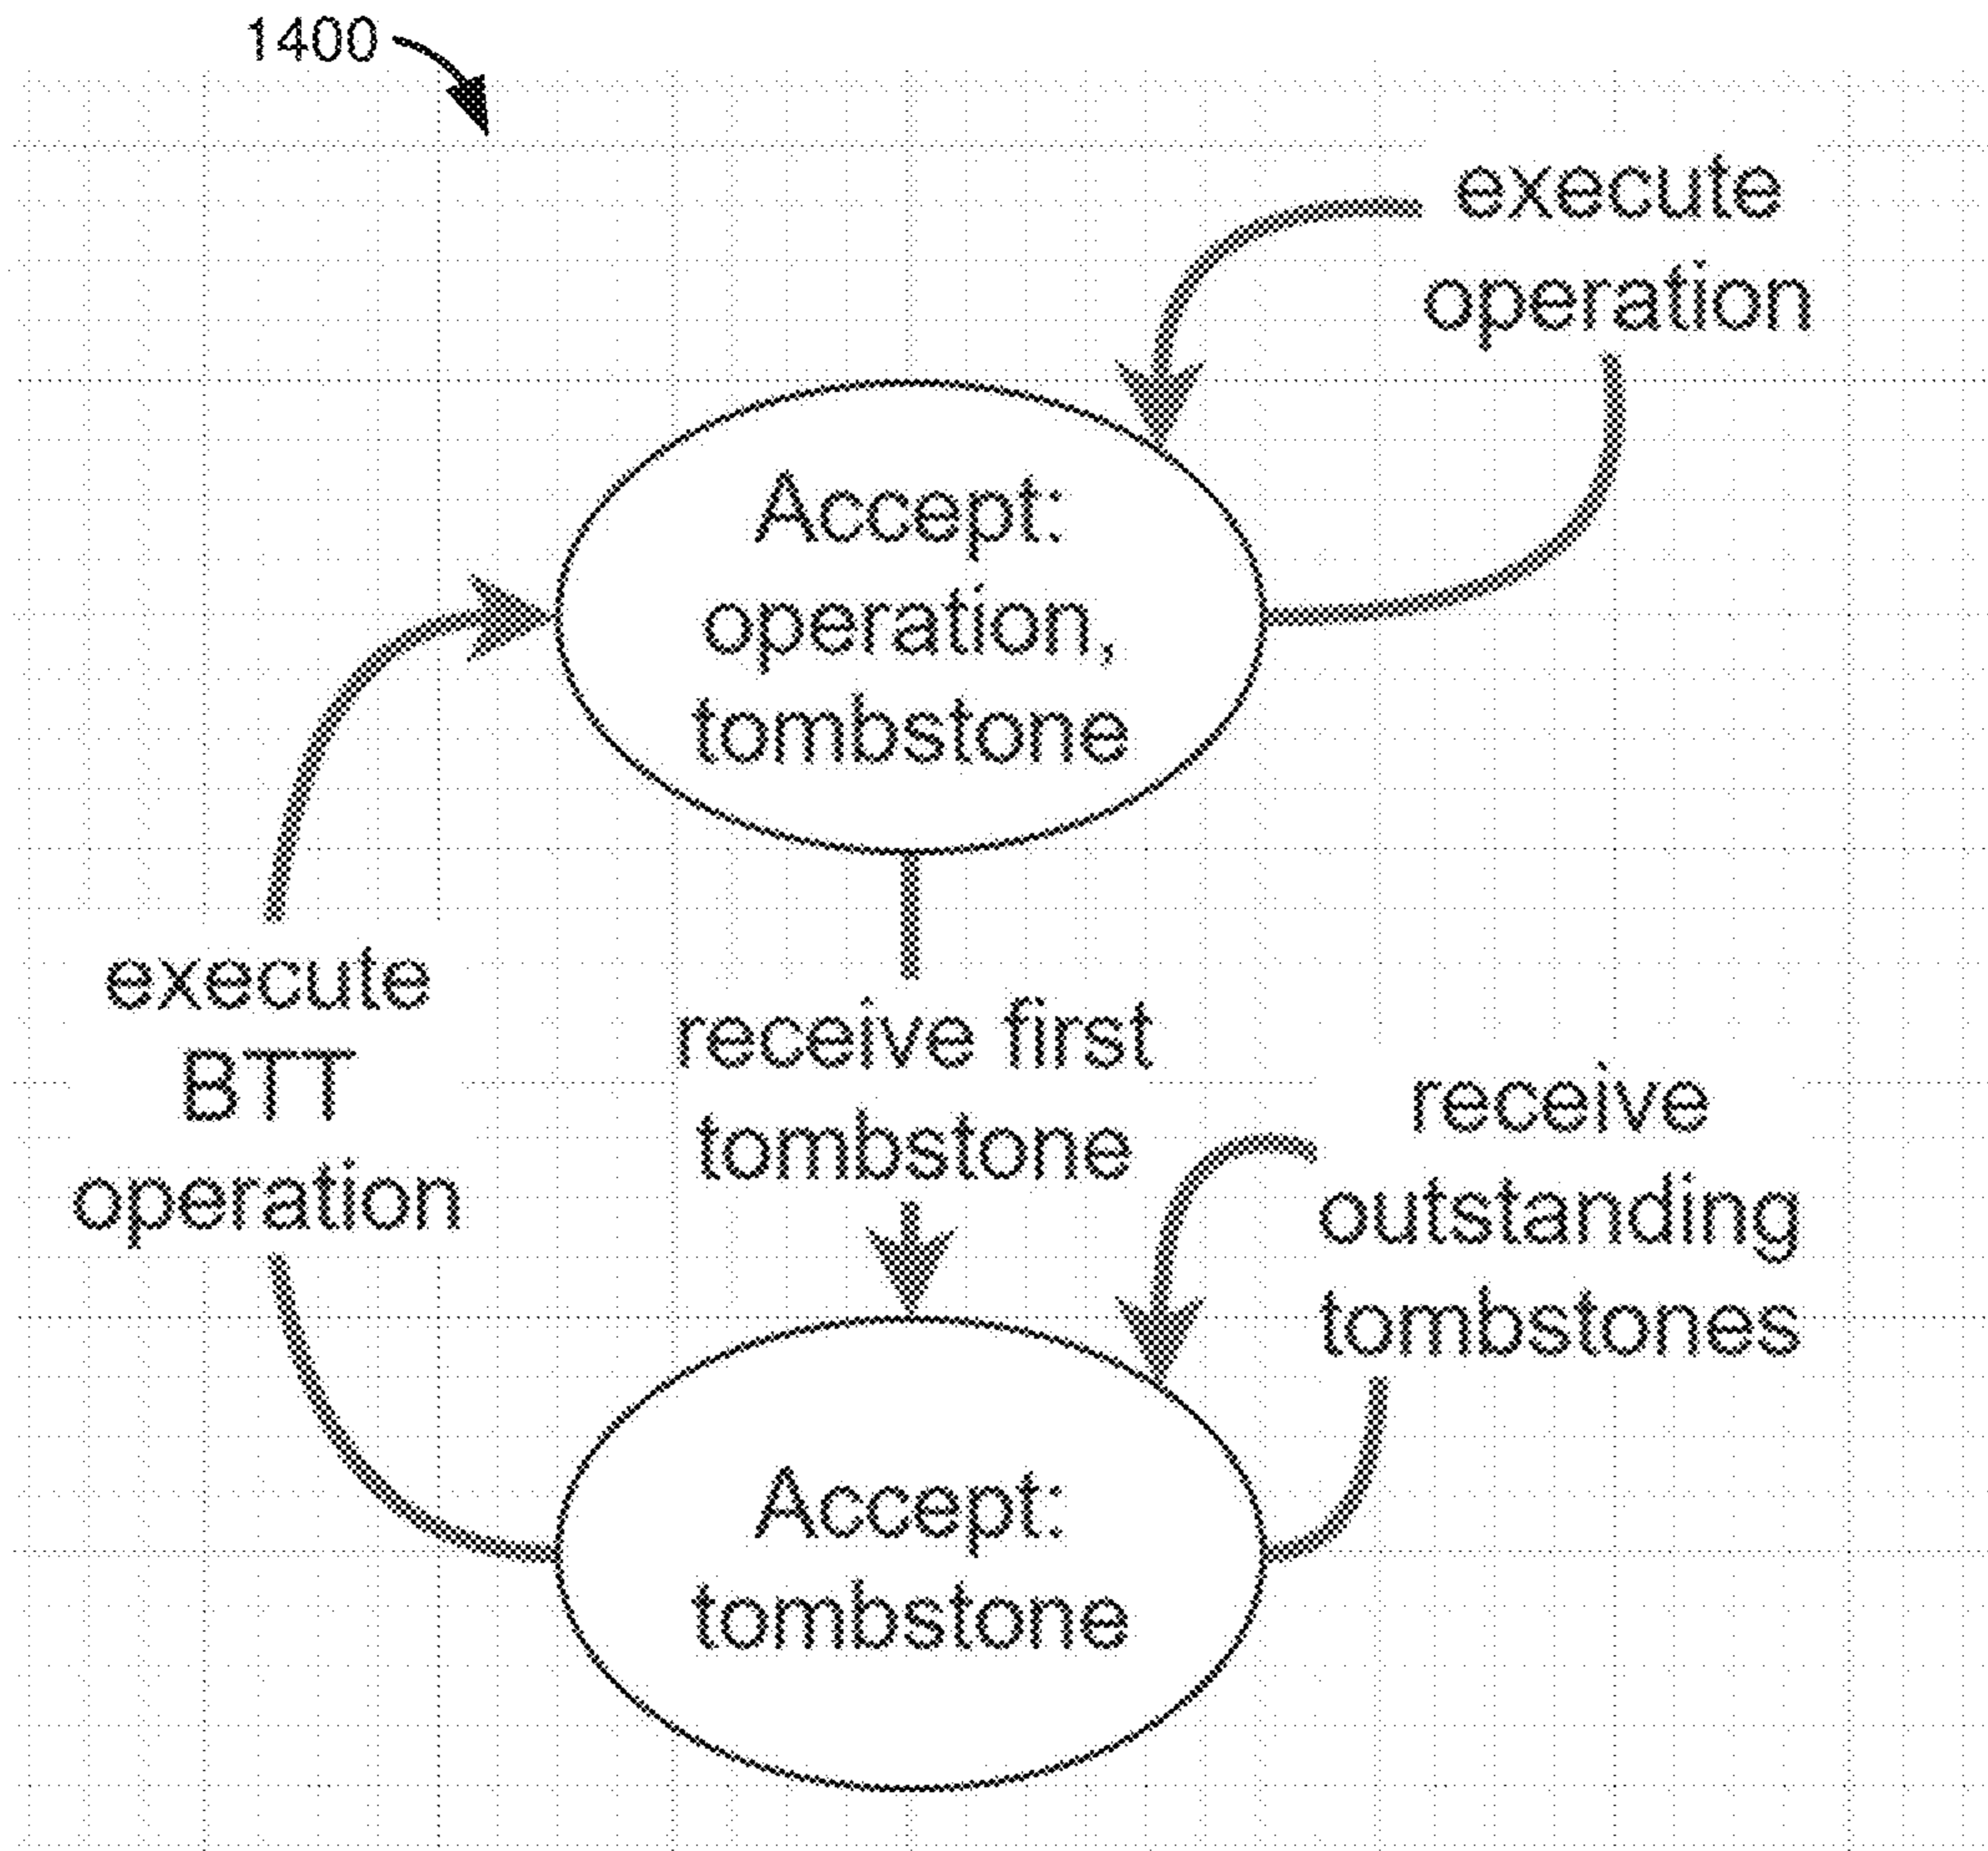 1400
execute
operation
Accept:
operation,
tombstone
execute
BTT
operation
receive first
tombstone
receive
outstanding
tombstones
Accept:
tombstone